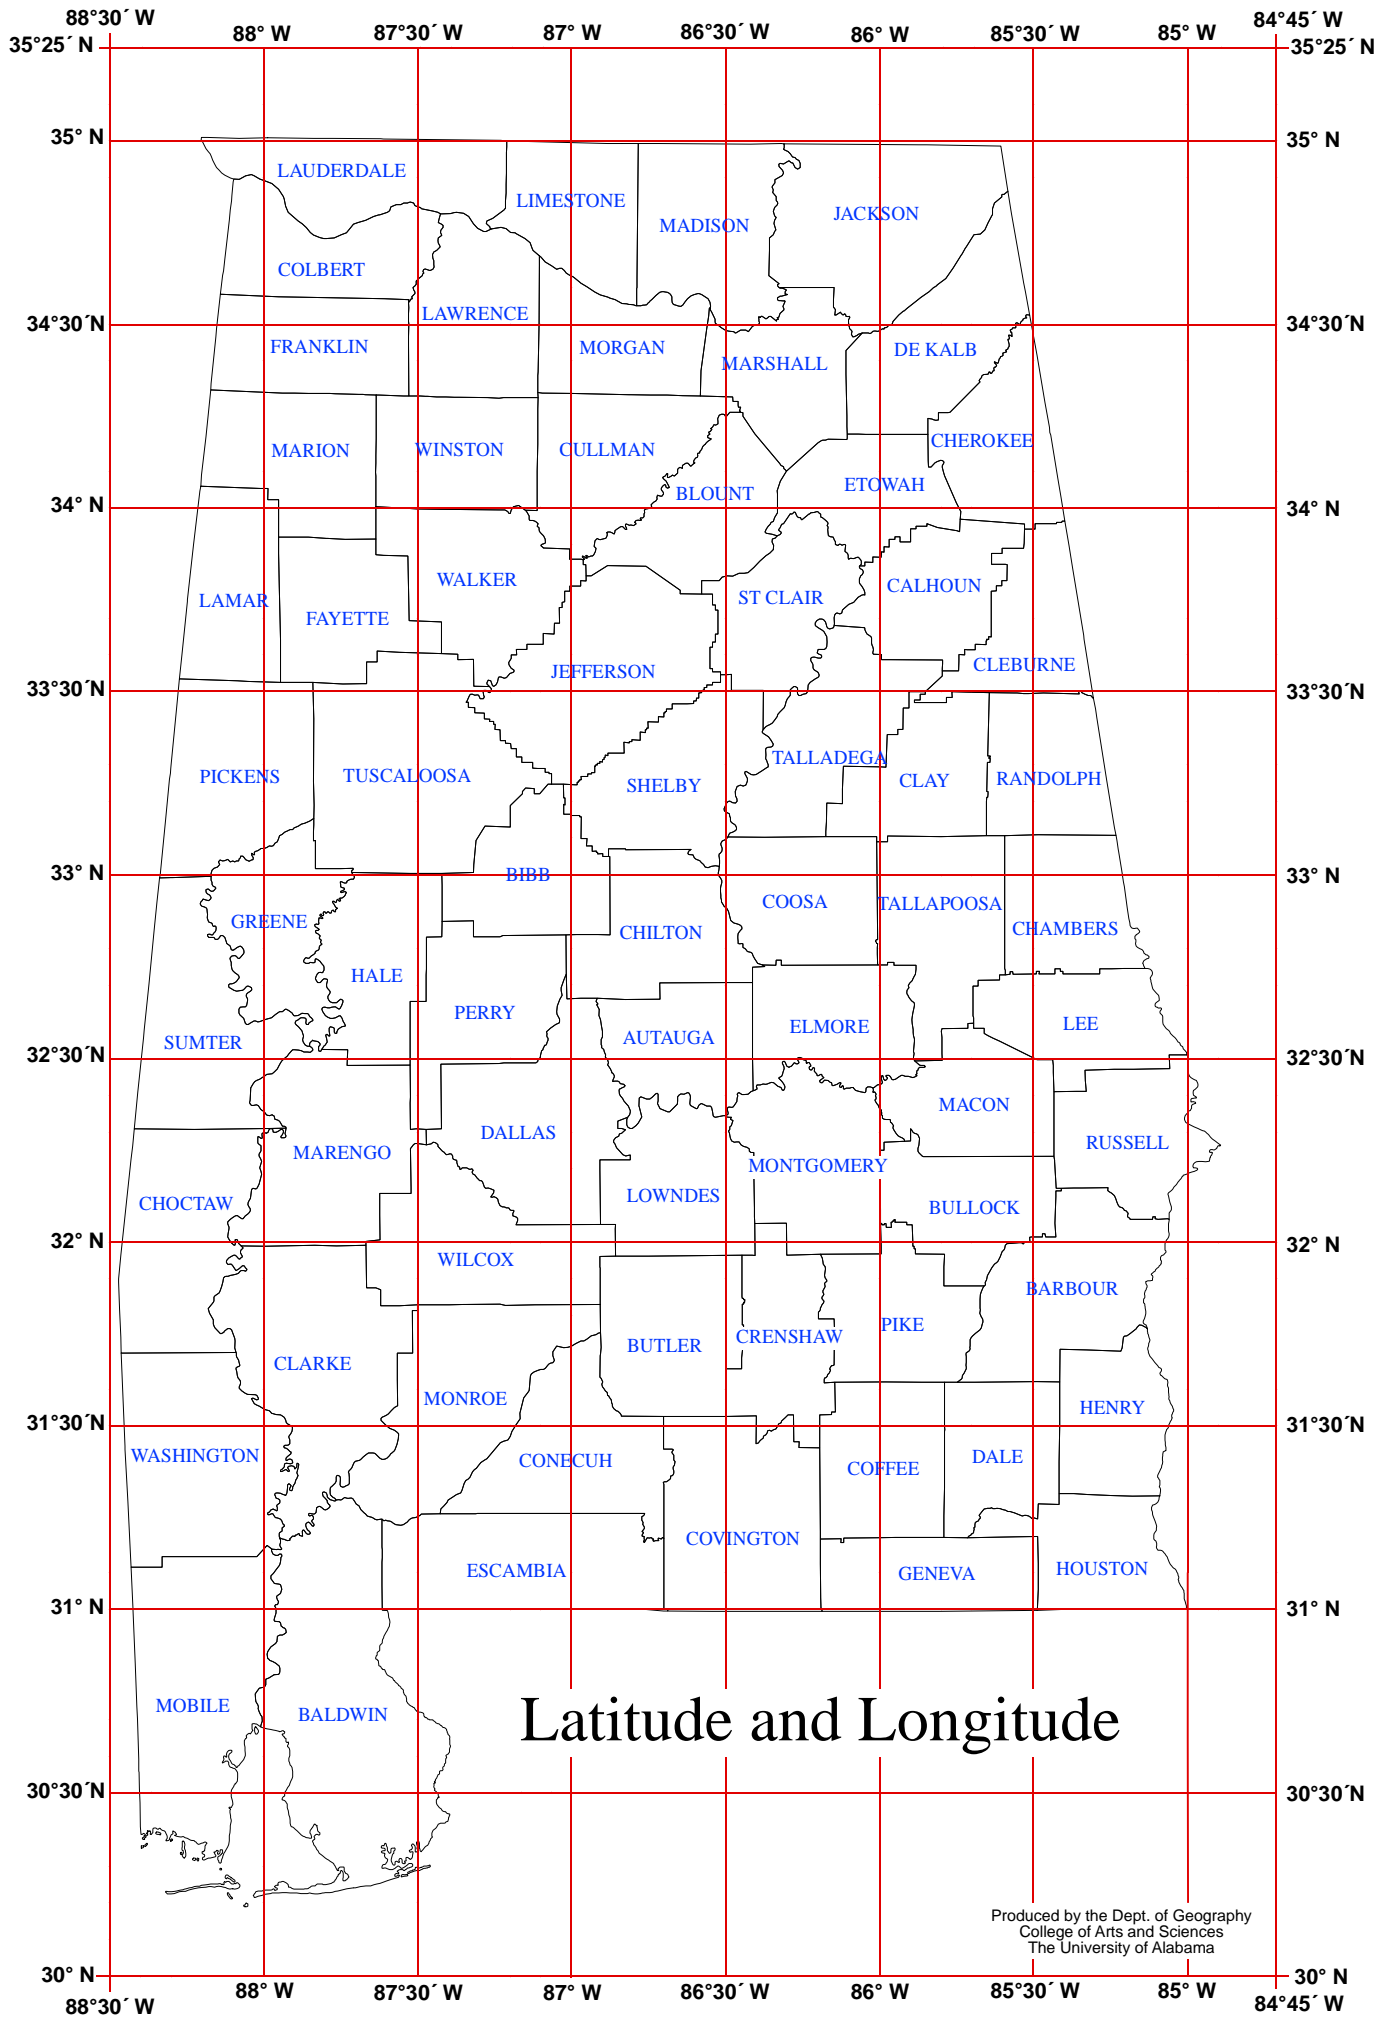 88°30´ W
88° W
87°30´ W
87° W
86°30´ W
86° W
85°30´ W
85° W
84°45´ W
35°25´ N
35°25´ N
35° N
35° N
LAUDERDALE
LIMESTONE
MADISON
JACKSON
COLBERT
LAWRENCE
34°30´N
34°30´N
FRANKLIN
MORGAN
MARSHALL
DE KALB
MARION
WINSTON
CULLMAN
CHEROKEE
BLOUNT
ETOWAH
34° N
34° N
WALKER
CALHOUN
LAMAR
FAYETTE
ST CLAIR
JEFFERSON
CLEBURNE
33°30´N
33°30´N
PICKENS
TUSCALOOSA
SHELBY
TALLADEGA
CLAY
RANDOLPH
33° N
33° N
BIBB
GREENE
COOSA
TALLAPOOSA
CHILTON
CHAMBERS
HALE
PERRY
SUMTER
AUTAUGA
ELMORE
LEE
32°30´N
32°30´N
MACON
DALLAS
RUSSELL
MARENGO
MONTGOMERY
CHOCTAW
LOWNDES
BULLOCK
32° N
32° N
WILCOX
BARBOUR
CLARKE
BUTLER
CRENSHAW
PIKE
MONROE
HENRY
31°30´N
31°30´N
WASHINGTON
CONECUH
COFFEE
DALE
COVINGTON
ESCAMBIA
GENEVA
HOUSTON
31° N
31° N
MOBILE
BALDWIN
Latitude and Longitude
30°30´N
30°30´N
Produced by the Dept. of Geography
College of Arts and Sciences
The University of Alabama
30° N
30° N
88°30´ W
88° W
87°30´ W
87° W
86°30´ W
86° W
85°30´ W
85° W
84°45´ W